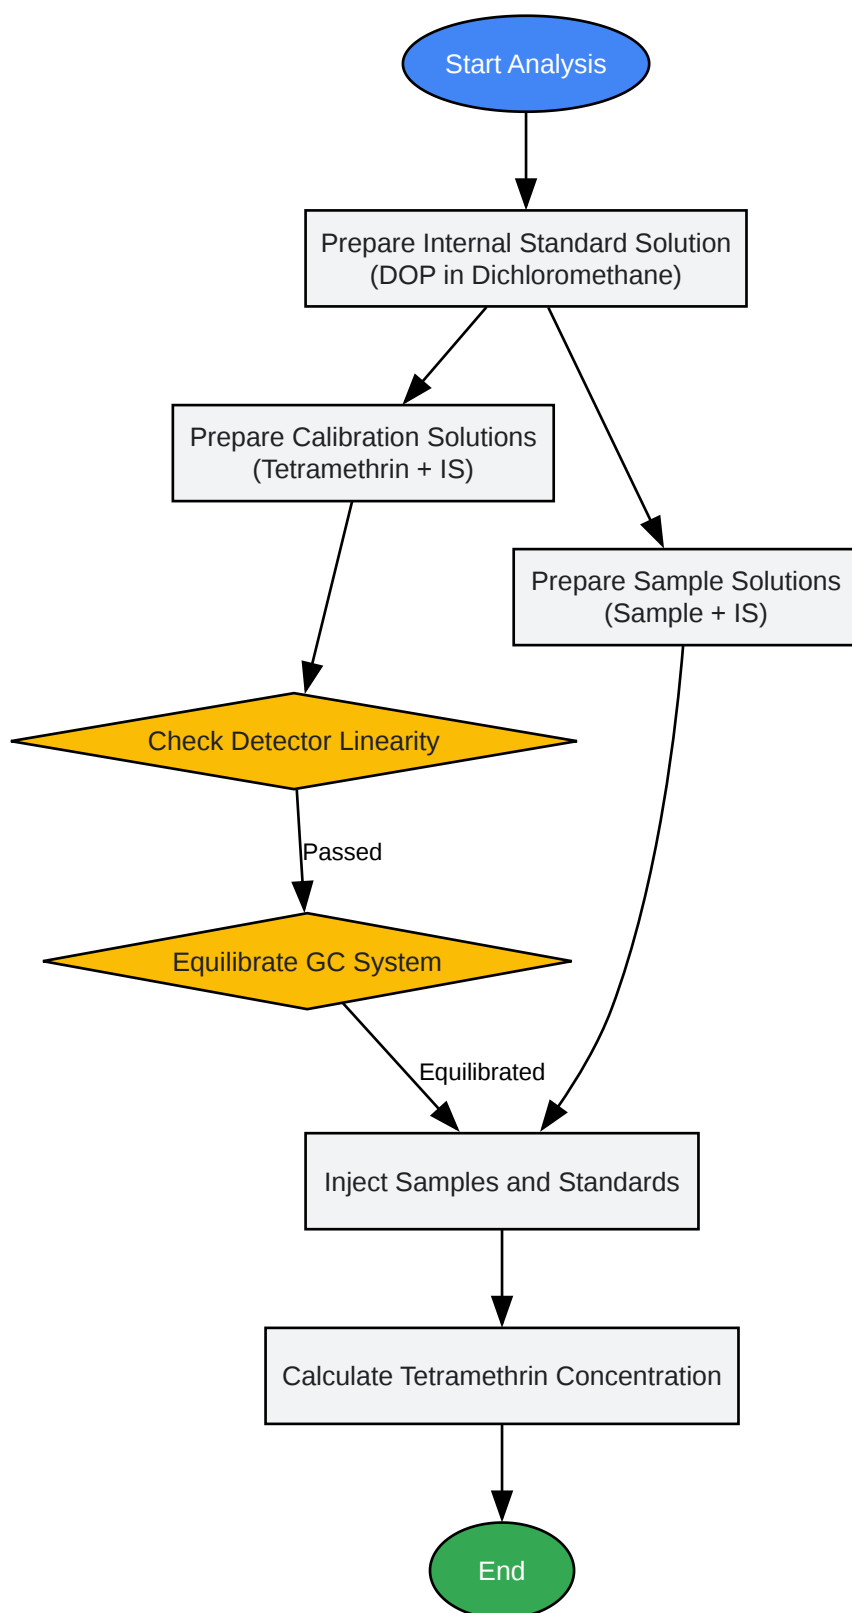 Start Analysis
Prepare Internal Standard Solution
(DOP in Dichloromethane)
Prepare Calibration Solutions
(Tetramethrin + IS)
Prepare Sample Solutions
(Sample + IS)
Check Detector Linearity
Passed
Equilibrate GC System
Equilibrated
Inject Samples and Standards
Calculate Tetramethrin Concentration
End